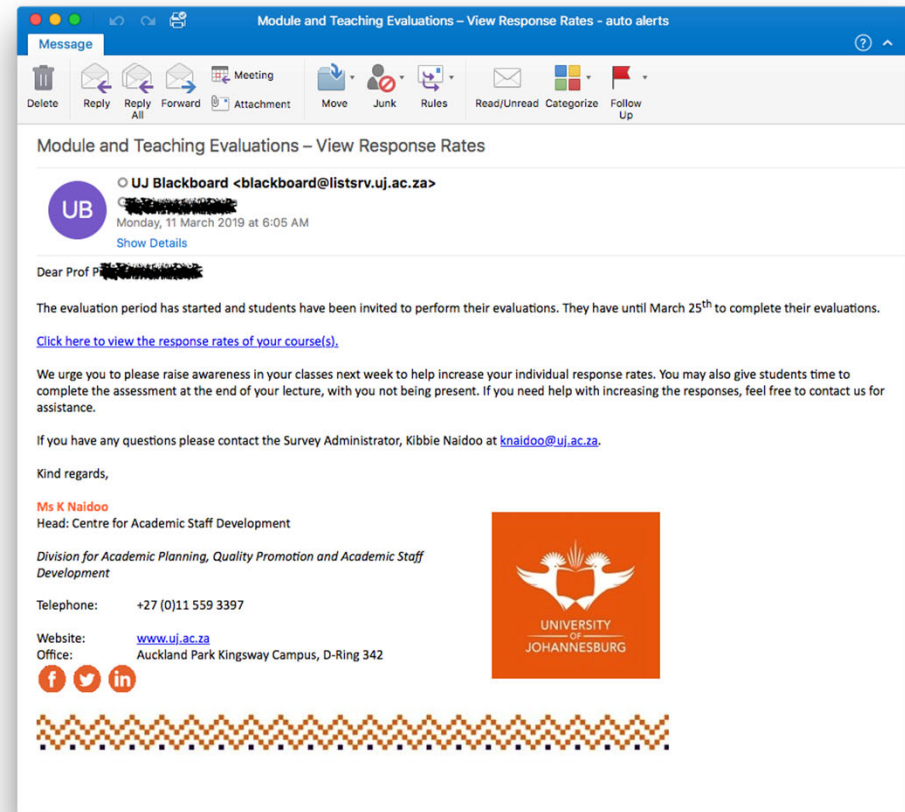 Module and Teaching Evaluations – View Response Rates - auto alerts
Message
Delete
Reply
Reply All
Forward
Meeting
Attachment
Move
Junk
Rules
Read/Unread
Categorize
Follow Up
Module and Teaching Evaluations – View Response Rates
UB
UJ Blackboard <blackboard@listsrv.uj.ac.za>
Monday, 11 March 2019 at 6:05 AM
Show Details
Dear Prof P
The evaluation period has started and students have been invited to perform their evaluations. They have until March 25th to complete their evaluations.
Click here to view the response rates of your course(s).
We urge you to please raise awareness in your classes next week to help increase your individual response rates. You may also give students time to
complete the assessment at the end of your lecture, with you not being present. If you need help with increasing the responses, feel free to contact us for
assistance.
If you have any questions please contact the Survey Administrator, Kibbie Naidoo at knaidoo@uj.ac.za.
Kind regards,
Ms K Naidoo
Head: Centre for Academic Staff Development
Division for Academic Planning, Quality Promotion and Academic Staff
Development
Telephone: +27 (0)11 559 3397
Website: www.uj.ac.za
Office: Auckland Park Kingsway Campus, D-Ring 342
f
in
UNIVERSITY
OF
JOHANNESBURG